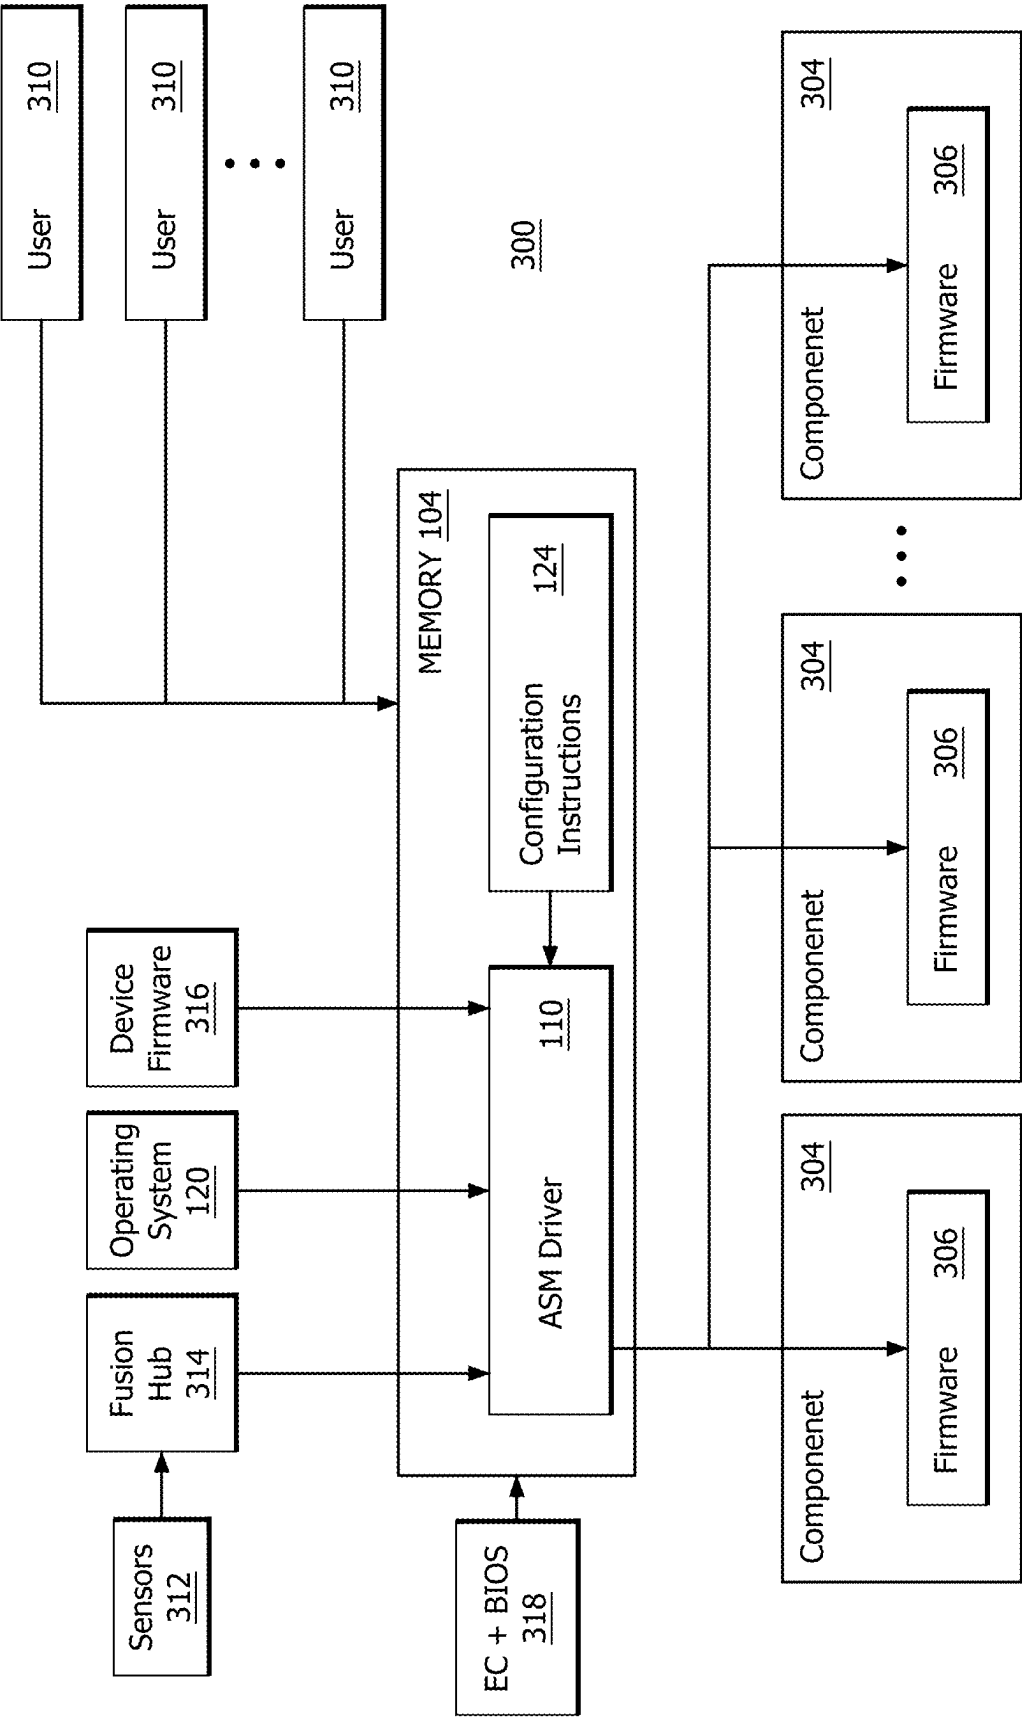 User 310
User 310
User 310
Sensors
312
Fusion
Hub
314
Operating
System
120
Device
Firmware
316
300
MEMORY 104
EC + BIOS
318
ASM Driver 110
Configuration
Instructions
124
Componenet 304
Firmware 306
Componenet 304
Firmware 306
Componenet 304
Firmware 306